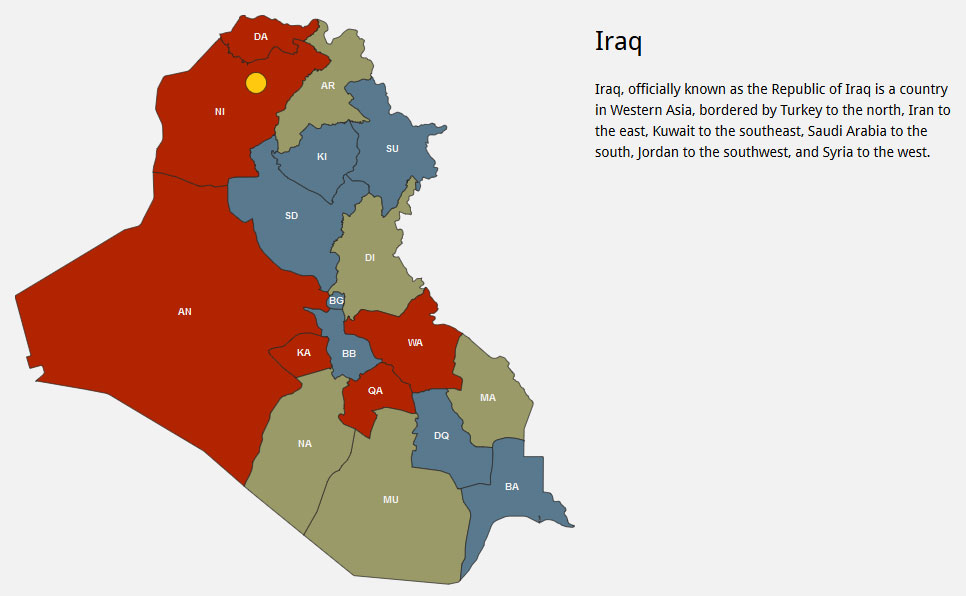 Iraq
Iraq, officially known as the Republic of Iraq is a country
in Western Asia, bordered by Turkey to the north, Iran to
the east, Kuwait to the southeast, Saudi Arabia to the
south, Jordan to the southwest, and Syria to the west.
DA
AR
NI
SU
KI
SD
DI
BG
AN
WA
KA
BB
QA
MA
DQ
NA
BA
MU